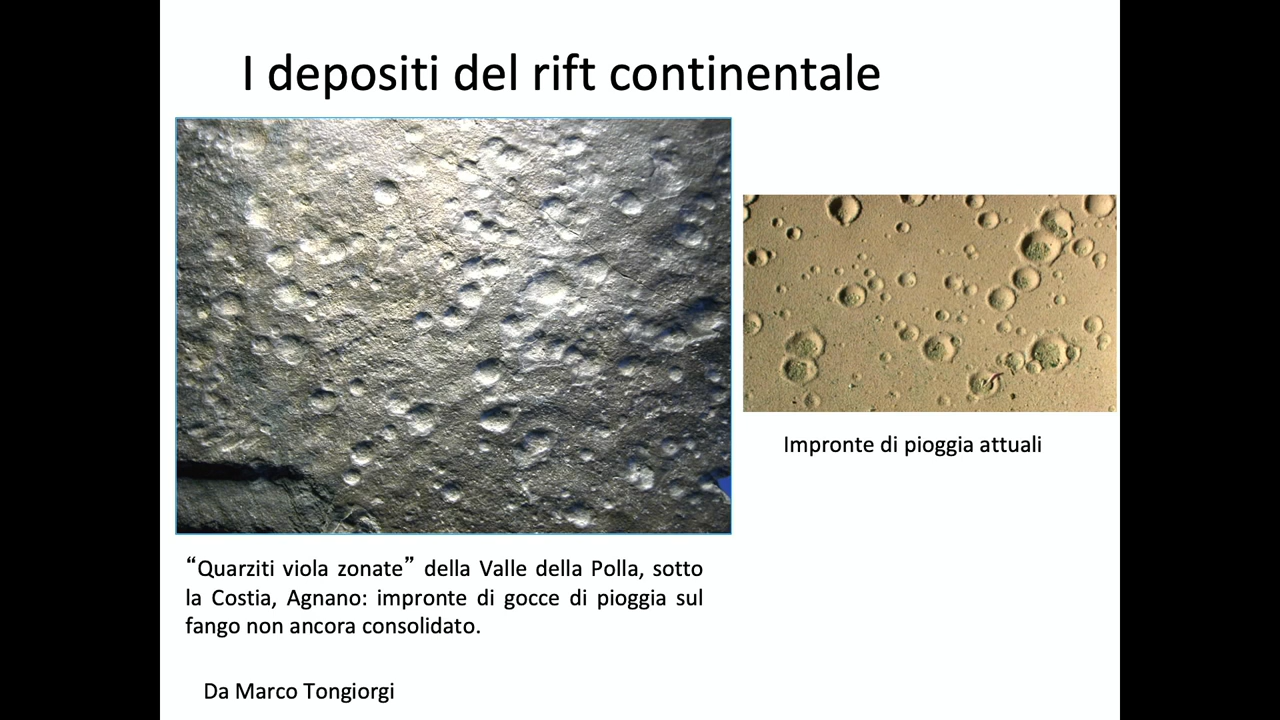 I depositi del rift continentale
Impronte di pioggia attuali
“Quarziti viola zonate” della Valle della Polla, sotto
la Costia, Agnano: impronte di gocce di pioggia sul
fango non ancora consolidato.
Da Marco Tongiorgi